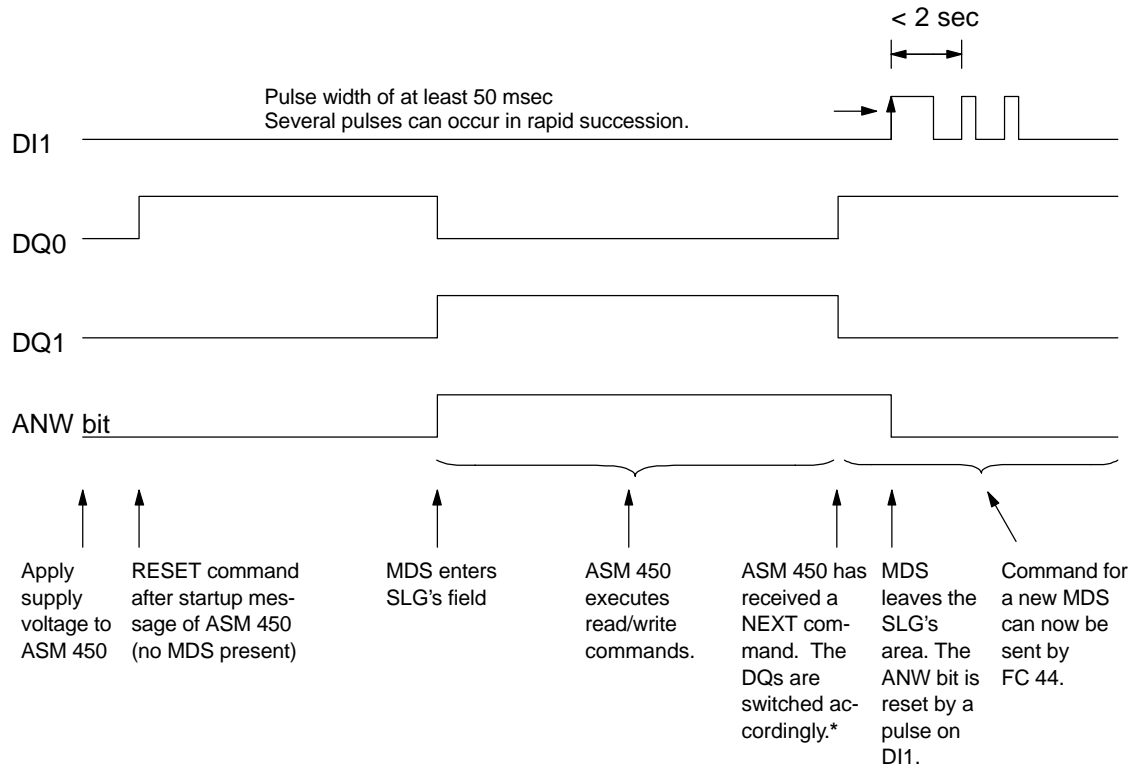 < 2 sec
Pulse width of at least 50 msec
Several pulses can occur in rapid succession.
DI1
DQ0
DQ1
ANW bit
Apply
supply
voltage to
ASM 450
RESET command
after startup mes-
sage of ASM 450
(no MDS present)
MDS enters
SLG's field
ASM 450
executes
read/write
commands.
ASM 450 has
received a
NEXT com-
mand. The
DQs are
switched ac-
cordingly.*
MDS
leaves the
SLG's
area. The
ANW bit is
reset by a
pulse on
DI1.
Command for
a new MDS
can now be
sent by
FC 44.